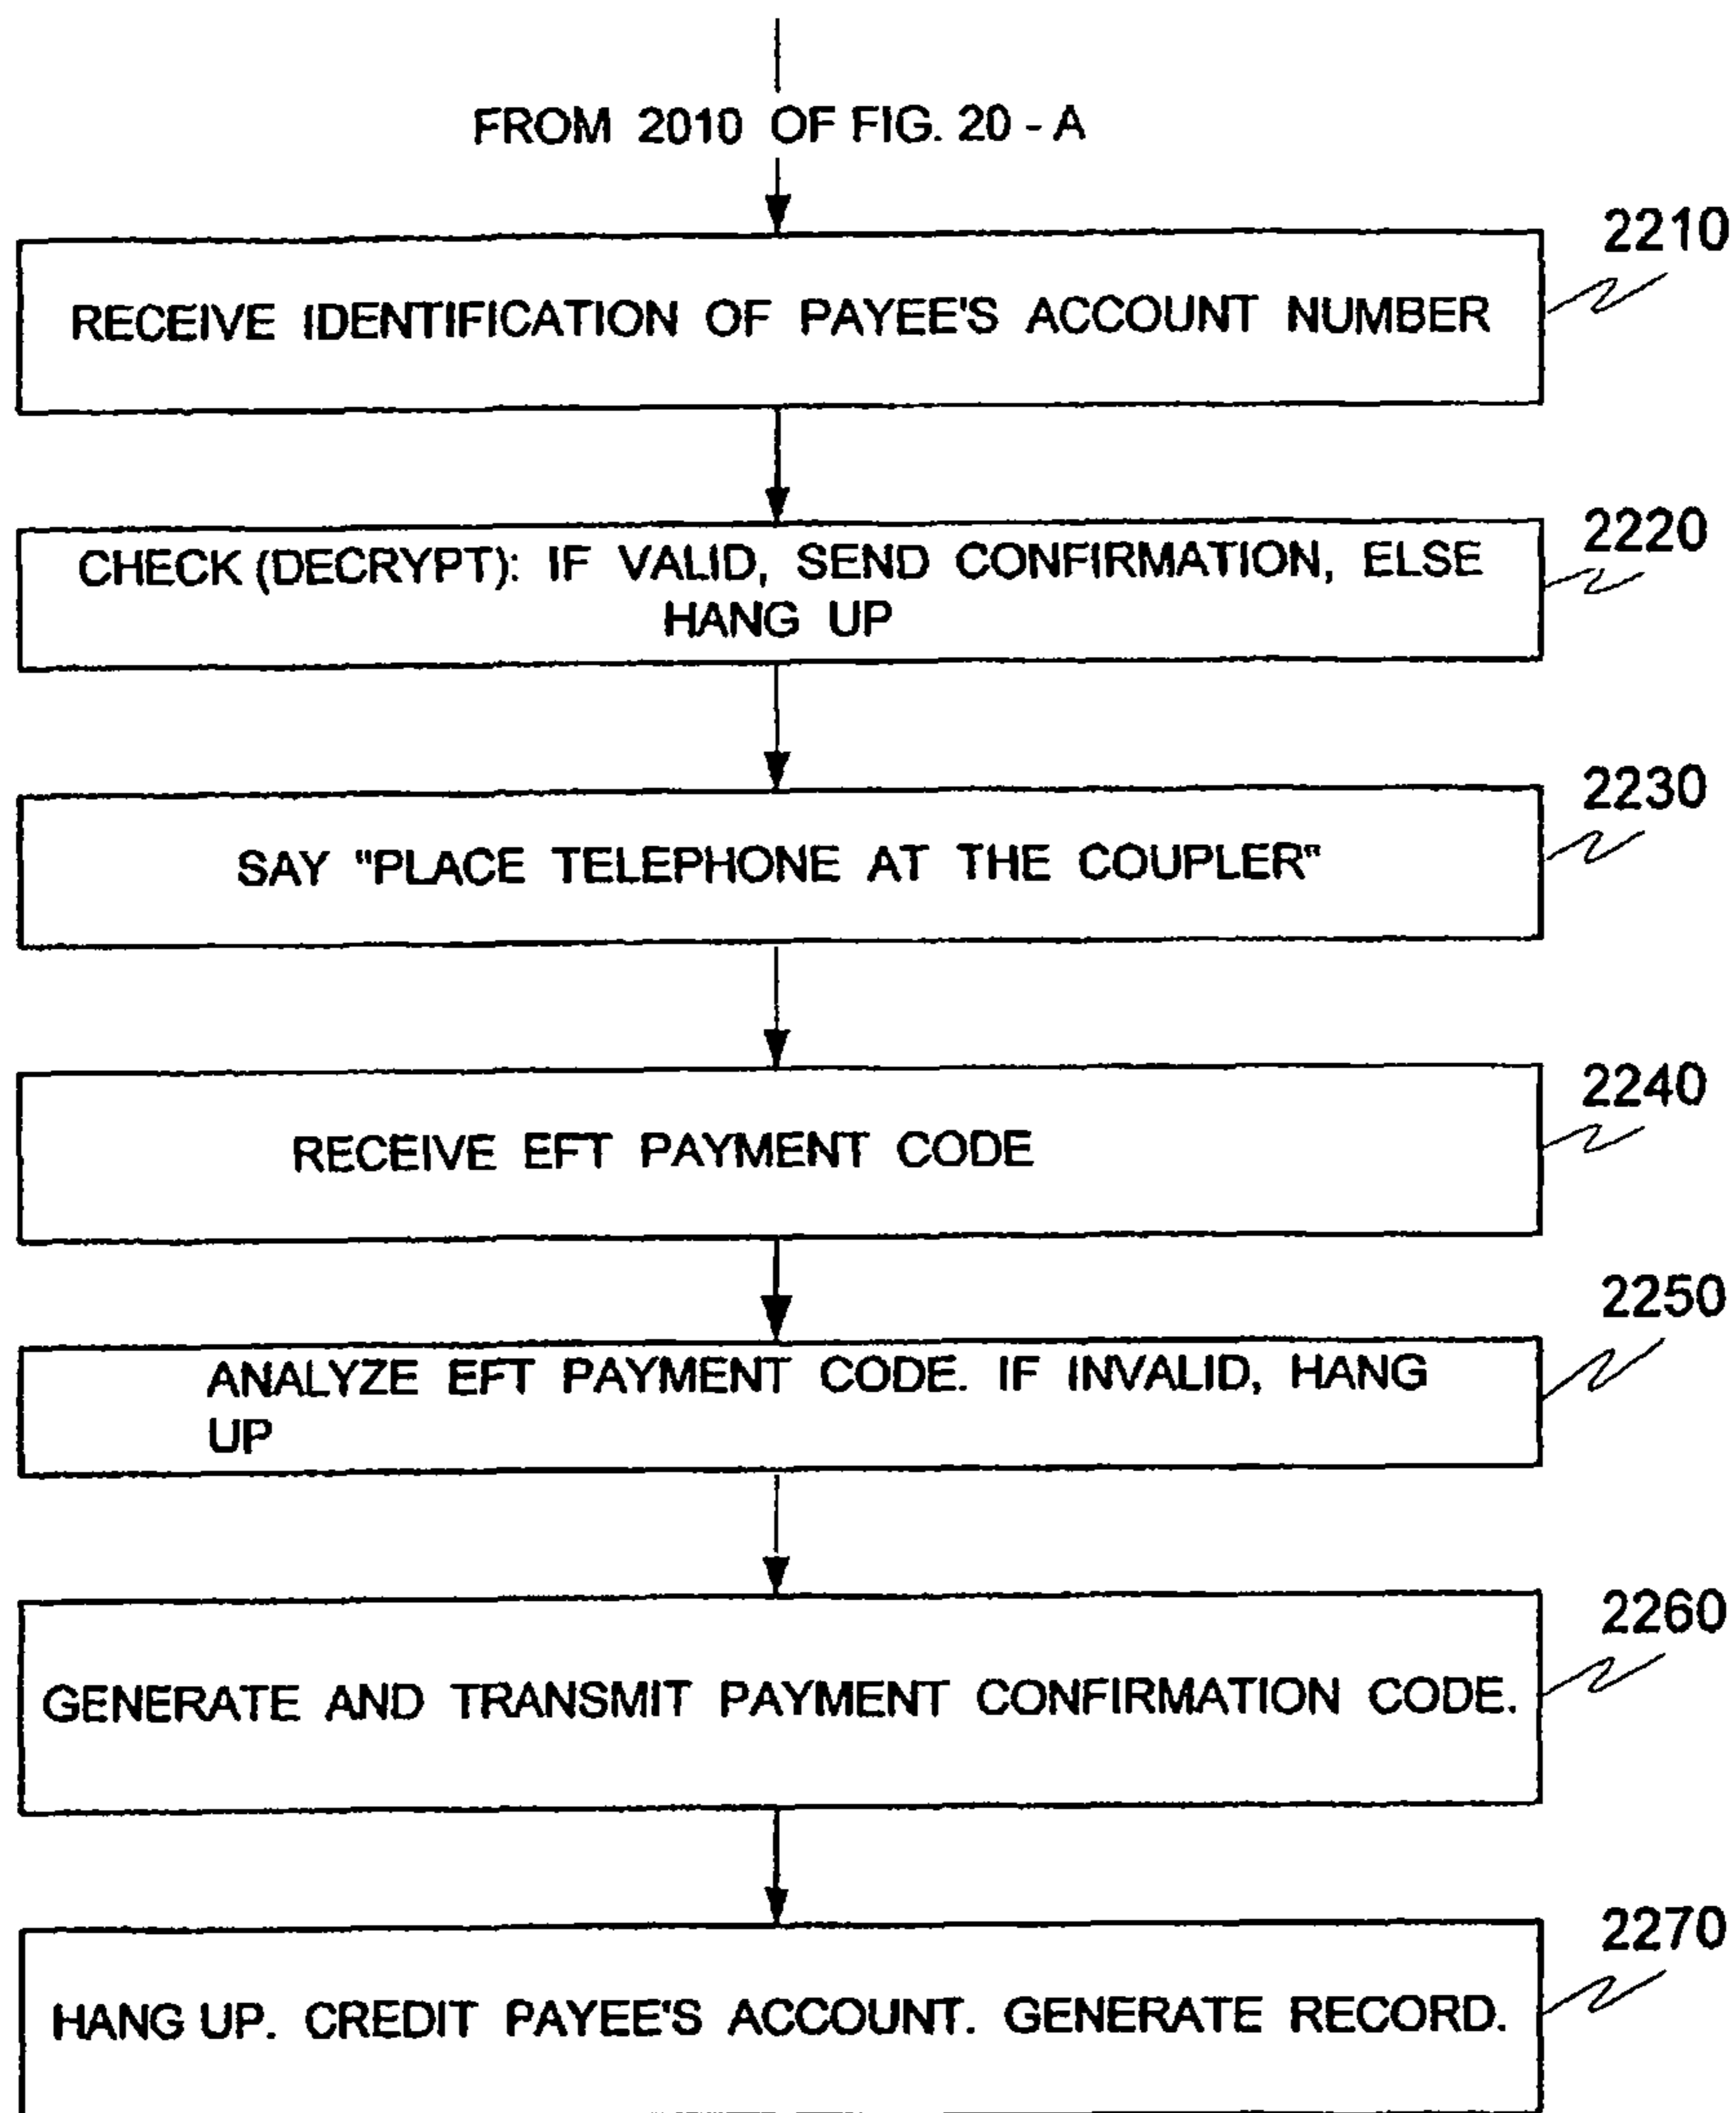 FROM 2010 OF FIG. 20 - A
2210
RECEIVE IDENTIFICATION OF PAYEE'S ACCOUNT NUMBER
2220
CHECK (DECRYPT): IF VALID, SEND CONFIRMATION, ELSE
HANG UP
2230
SAY "PLACE TELEPHONE AT THE COUPLER"
2240
RECEIVE EFT PAYMENT CODE
2250
ANALYZE EFT PAYMENT CODE. IF INVALID, HANG
UP
2260
GENERATE AND TRANSMIT PAYMENT CONFIRMATION CODE.
2270
HANG UP. CREDIT PAYEE'S ACCOUNT. GENERATE RECORD.